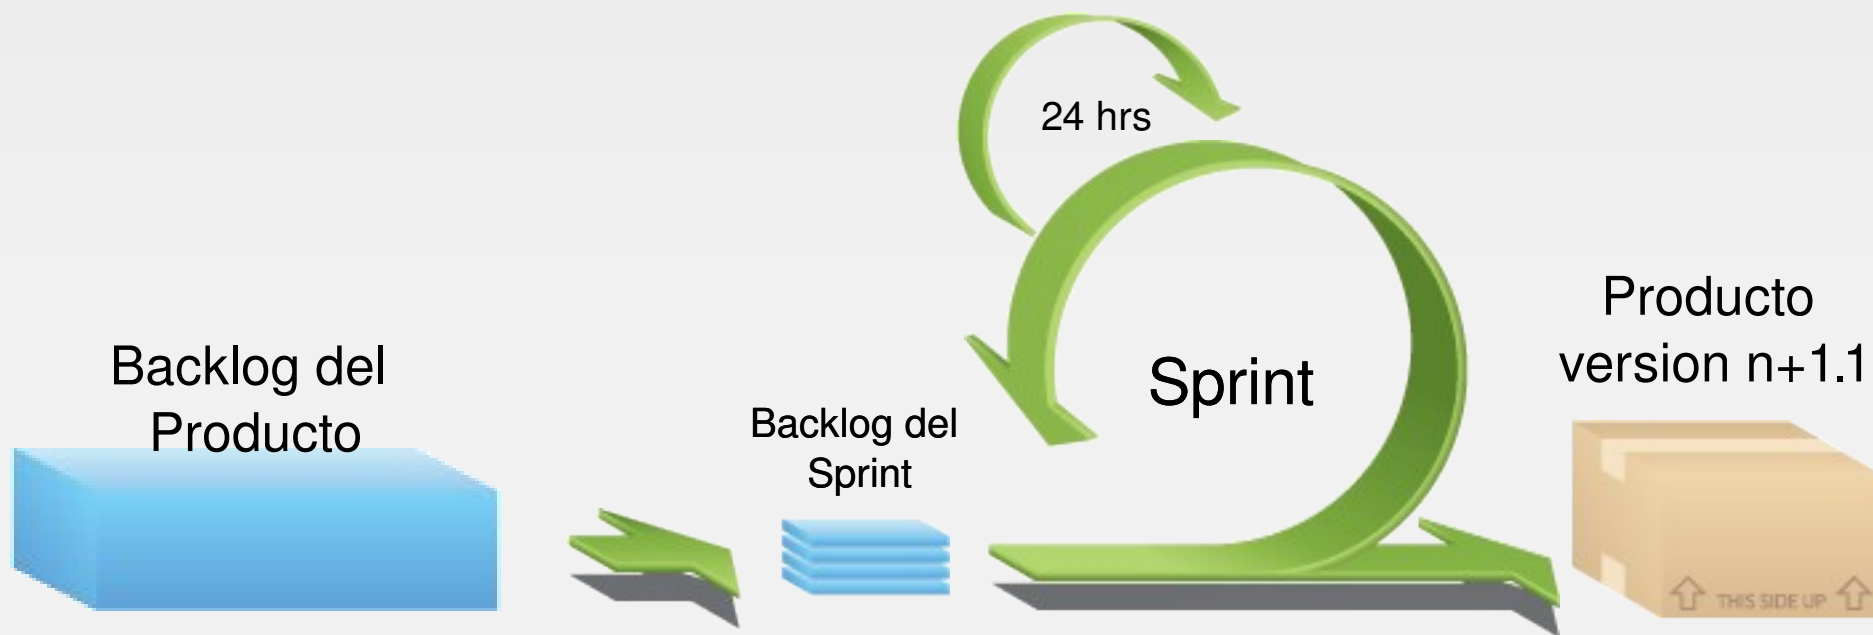 Backlog del
Producto
Backlog del
Sprint
24 hrs
Sprint
Producto
version n+1.1
THIS SIDE UP